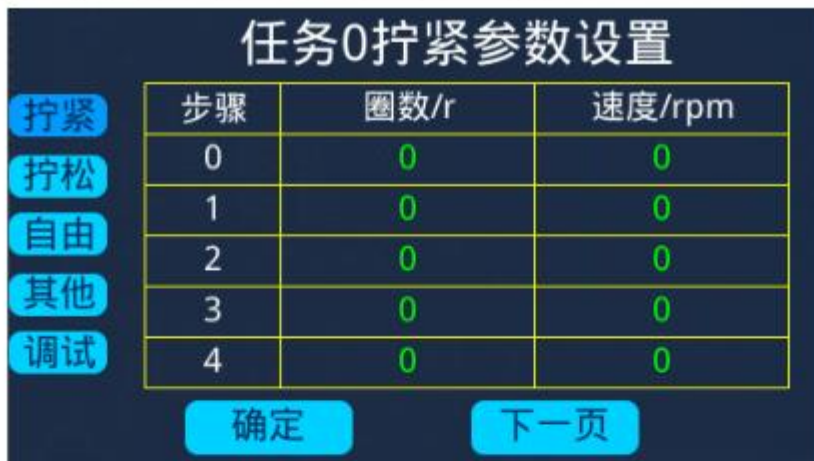 任务0拧紧参数设置
拧紧
拧松
自由
其他
调试
步骤 圈数/r 速度/rpm
0 0 0
1 0 0
2 0 0
3 0 0
4 0 0
确定 下一页